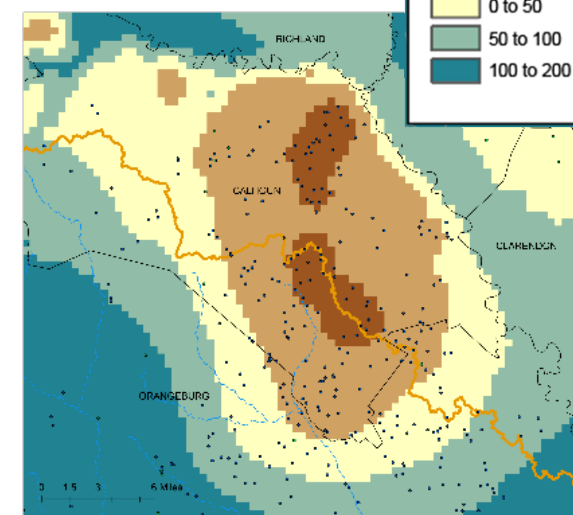 0 to 50
50 to 100
100 to 200
RICHLAND
CALHOUN
CLARENDON
ORANGEBURG
0 1.5 3 6 Miles